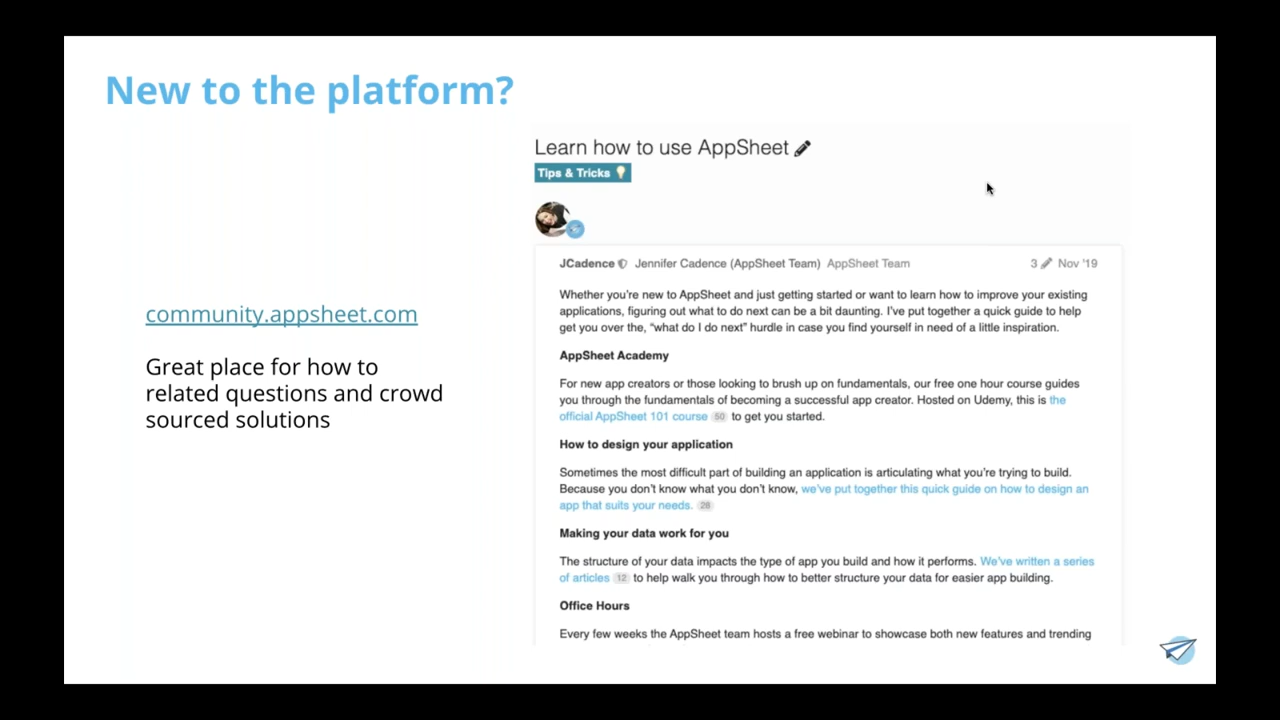 New to the platform?
community.appsheet.com
Great place for how to
related questions and crowd
sourced solutions
Learn how to use AppSheet
Tips & Tricks
JCadence Jennifer Cadence (AppSheet Team) AppSheet Team 3 Nov '19
Whether you're new to AppSheet and just getting started or want to learn how to improve your existing
applications, figuring out what to do next can be a bit daunting. I've put together a quick guide to help
get you over the, “what do I do next” hurdle in case you find yourself in need of a little inspiration.
AppSheet Academy
For new app creators or those looking to brush up on fundamentals, our free one hour course guides
you through the fundamentals of becoming a successful app creator. Hosted on Udemy, this is the
official AppSheet 101 course 50 to get you started.
How to design your application
Sometimes the most difficult part of building an application is articulating what you're trying to build.
Because you don't know what you don't know, we've put together this quick guide on how to design an
app that suits your needs. 26
Making your data work for you
The structure of your data impacts the type of app you build and how it performs. We've written a series
of articles 12 to help walk you through how to better structure your data for easier app building.
Office Hours
Every few weeks the AppSheet team hosts a free webinar to showcase both new features and trending